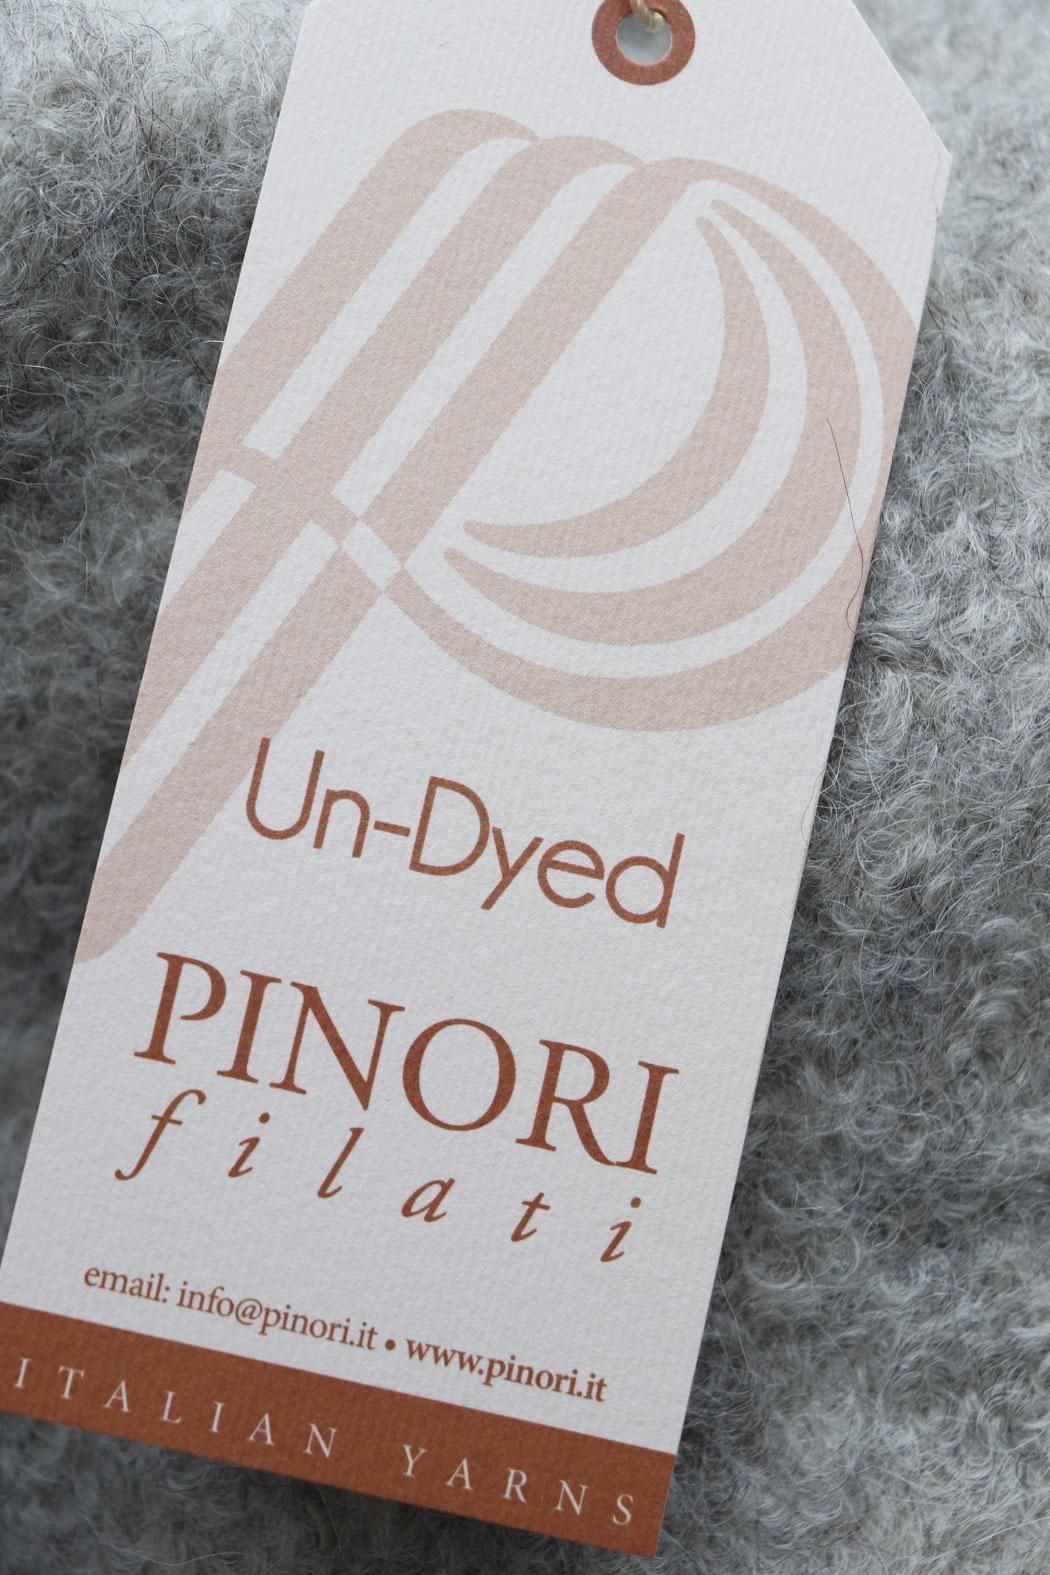 Un-Dyed
PINORI
filati
email: info@pinori.it • www.pinori.it
ITALIAN YARNS